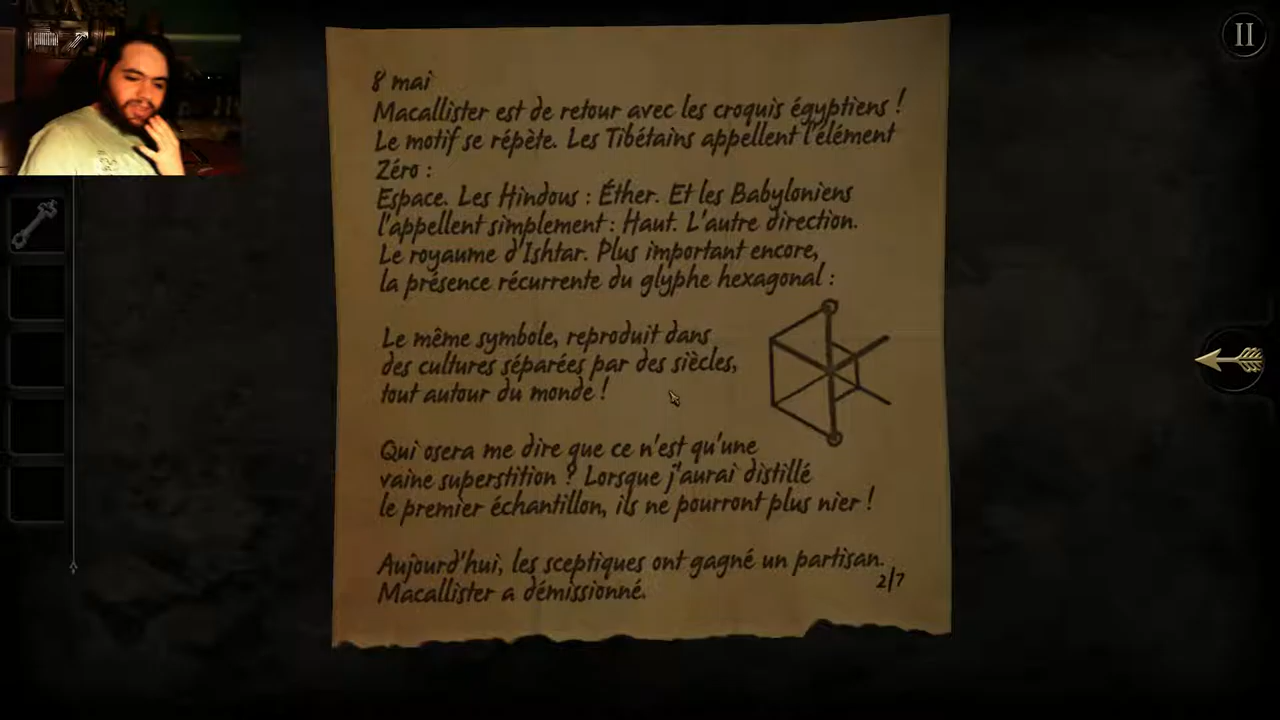 II
8 mai
Macallister est de retour avec les croquis égyptiens !
Le motif se répète. Les Tibétains appellent l'élément
Zéro :
Espace. Les Hindous : Éther. Et les Babyloniens
l'appellent simplement : Haut. L'autre direction.
Le royaume d'Ishtar. Plus important encore,
la présence récurrente du glyphe hexagonal :
Le même symbole, reproduit dans
des cultures séparées par des siècles,
tout autour du monde !
Qui osera me dire que ce n'est qu'une
vaine superstition ? Lorsque j'aurai distillé
le premier échantillon, ils ne pourront plus nier !
Aujourd'hui, les sceptiques ont gagné un partisan.
Macallister a démissionné.
2/7